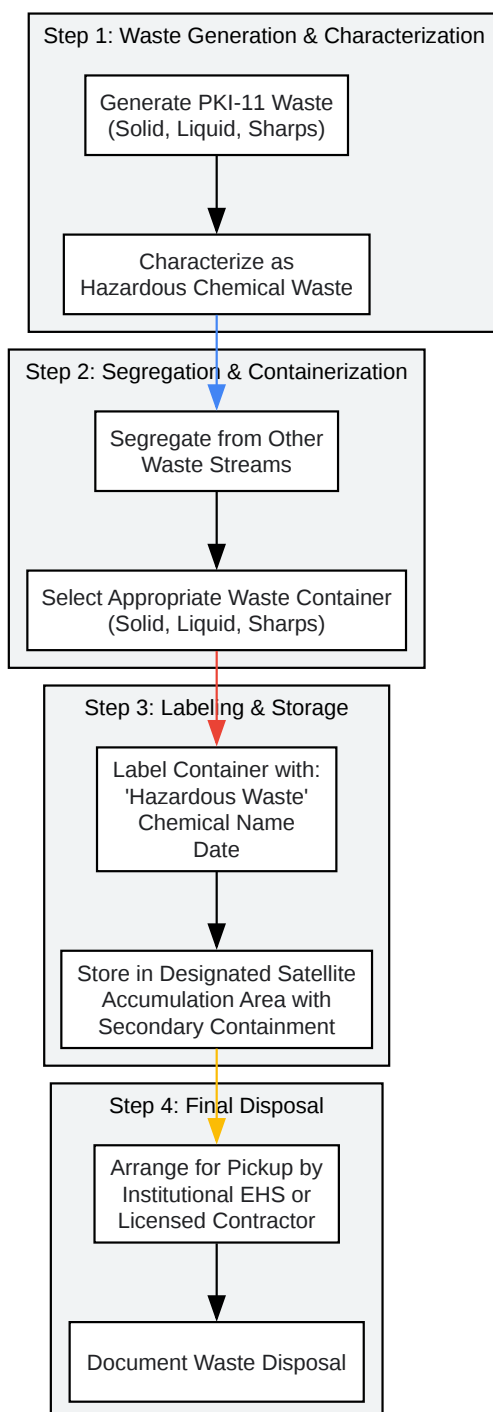 Step 1: Waste Generation & Characterization
Generate PKI-11 Waste
(Solid, Liquid, Sharps)
Characterize as
Hazardous Chemical Waste
Step 2: Segregation & Containerization
Segregate from Other
Waste Streams
Select Appropriate Waste Container
(Solid, Liquid, Sharps)
Step 3: Labeling & Storage
Label Container with:
'Hazardous Waste'
Chemical Name
Date
Store in Designated Satellite
Accumulation Area with
Secondary Containment
Step 4: Final Disposal
Arrange for Pickup by
Institutional EHS or
Licensed Contractor
Document Waste Disposal